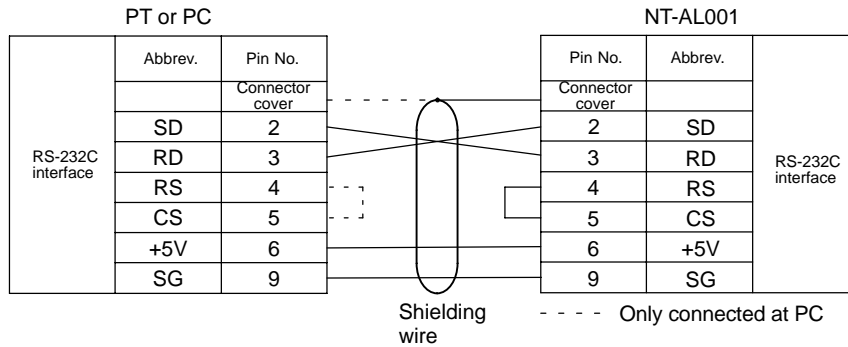 PT or PC
NT-AL001
Abbrev. Pin No.
Pin No. Abbrev.
Connector
cover
Connector
cover
SD 2
2 SD
RD 3
3 RD
RS-232C
interface
RS-232C
interface
RS 4
4 RS
CS 5
5 CS
+5V 6
6 +5V
SG 9
9 SG
Shielding
wire
Only connected at PC